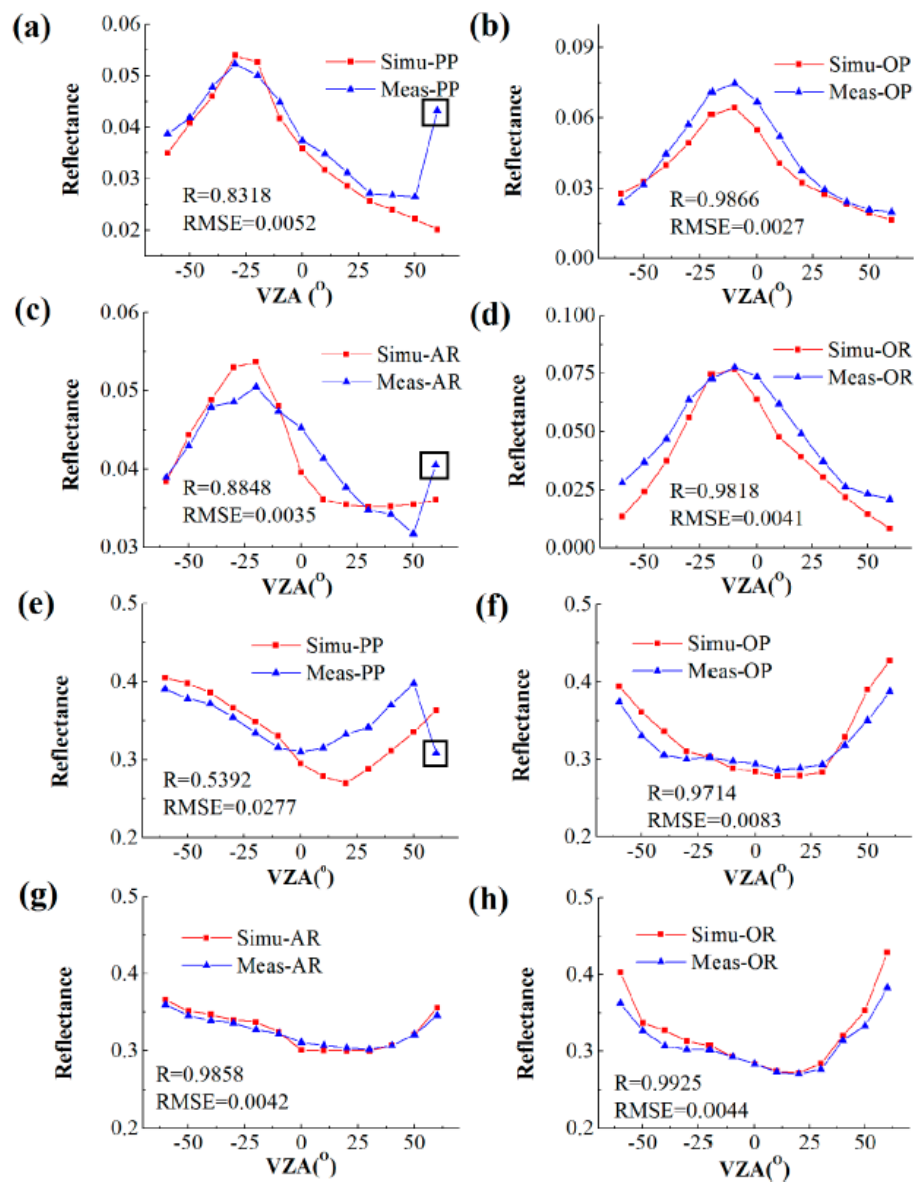 (a)
0.06
0.05
0.04
0.03
0.02
Reflectance
Simu-PP
Meas-PP
R=0.8318
RMSE=0.0052
-50 -25 0 25 50
VZA (O)
(b)
0.09
0.06
0.03
0.00
Reflectance
Simu-OP
Meas-OP
R=0.9866
RMSE=0.0027
-50 -25 0 25 50
VZA(O)
(c)
0.06
0.05
0.04
0.03
Reflectance
Simu-AR
Meas-AR
R=0.8848
RMSE=0.0035
-50 -25 0 25 50
VZA(O)
(d)
0.100
0.075
0.050
0.025
0.000
Reflectance
Simu-OR
Meas-OR
R=0.9818
RMSE=0.0041
-50 -25 0 25 50
VZA(O)
(e)
0.5
0.4
0.3
0.2
Reflectance
Simu-PP
Meas-PP
R=0.5392
RMSE=0.0277
-50 -25 0 25 50
VZA(o)
(f)
0.5
0.4
0.3
0.2
Reflectance
Simu-OP
Meas-OP
R=0.9714
RMSE=0.0083
-50 -25 0 25 50
VZA(O)
(g)
0.5
0.4
0.3
0.2
Reflectance
Simu-AR
Meas-AR
R=0.9858
RMSE=0.0042
-50 -25 0 25 50
VZA(O)
(h)
0.5
0.4
0.3
0.2
Reflectance
Simu-OR
Meas-OR
R=0.9925
RMSE=0.0044
-50 -25 0 25 50
VZA(O)